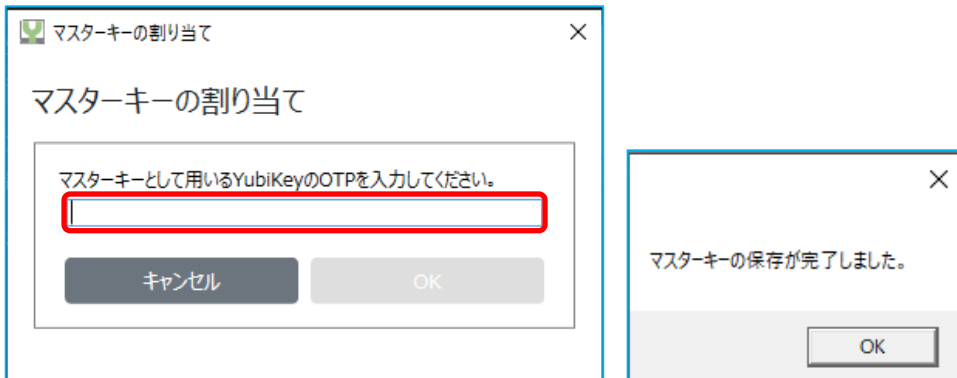 マスターキーの割り当て
マスターキーの割り当て
マスターキーとして用いるYubiKeyのOTPを入力してください。
キャンセル
OK
マスターキーの保存が完了しました。
OK